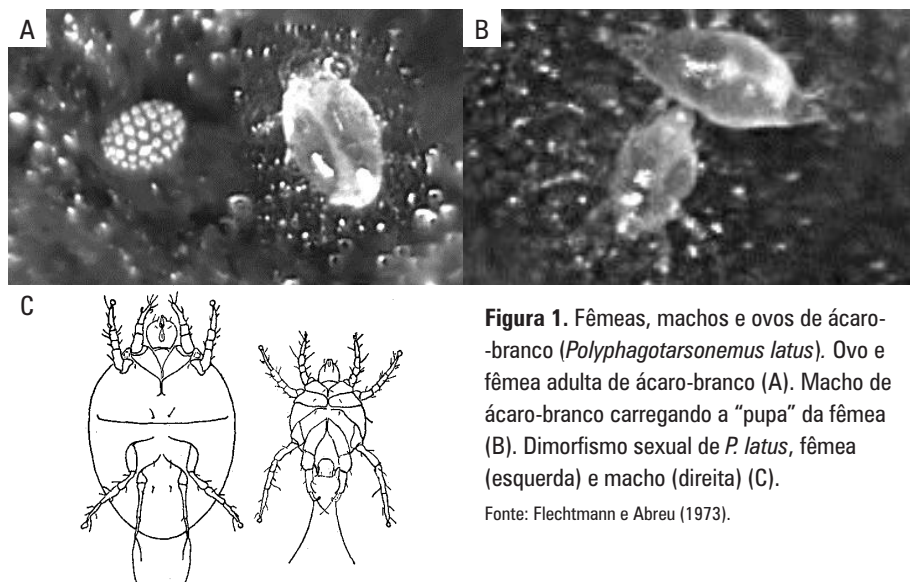 A
B
C
Figura 1. Fêmeas, machos e ovos de ácaro-
-branco (Polyphagotarsonemus latus). Ovo e
fêmea adulta de ácaro-branco (A). Macho de
ácaro-branco carregando a “pupa” da fêmea
(B). Dimorfismo sexual de P. latus, fêmea
(esquerda) e macho (direita) (C).
Fonte: Flechtmann e Abreu (1973).